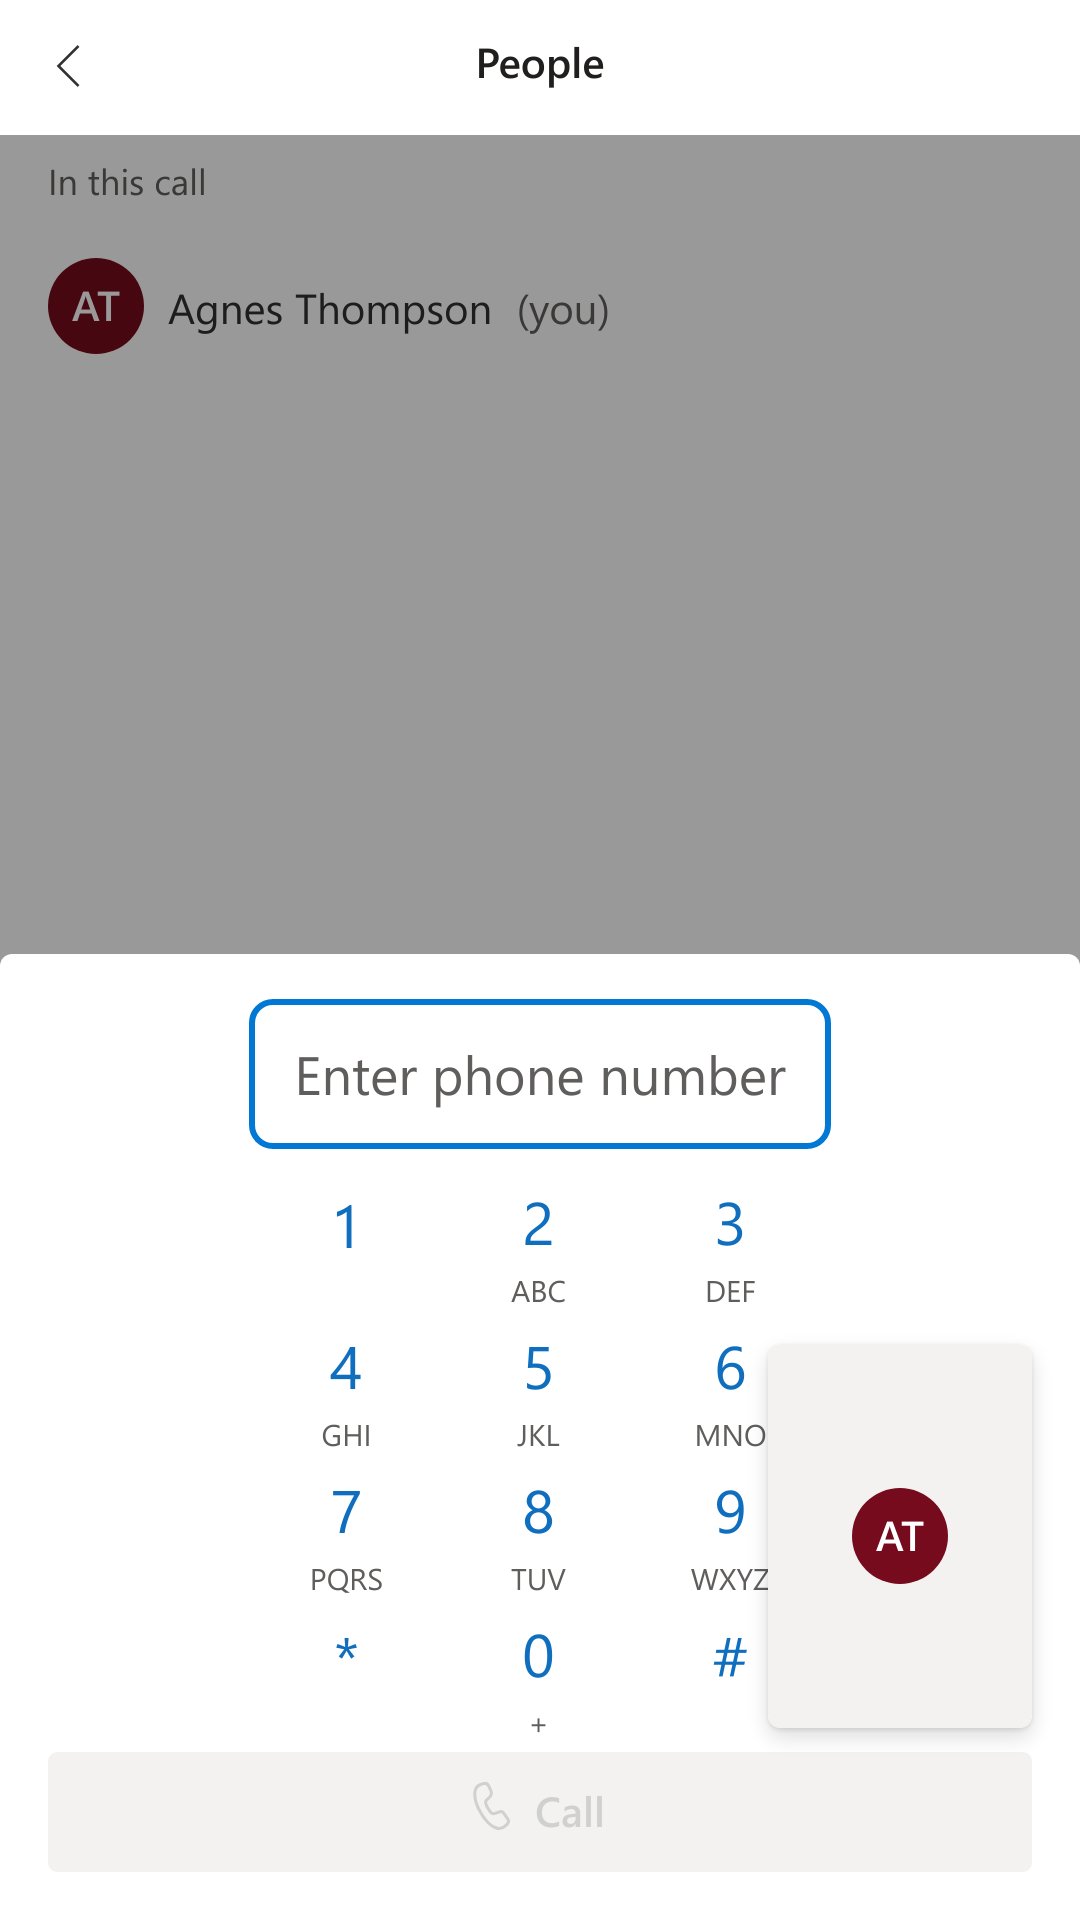 People
In this call
AT Agnes Thompson (you)
Enter phone number
1 2 3
ABC DEF
4 5 6
GHI JKL MNO
7 8 9
AT
PQRS TUV WXYZ
* 0 #
+
Call